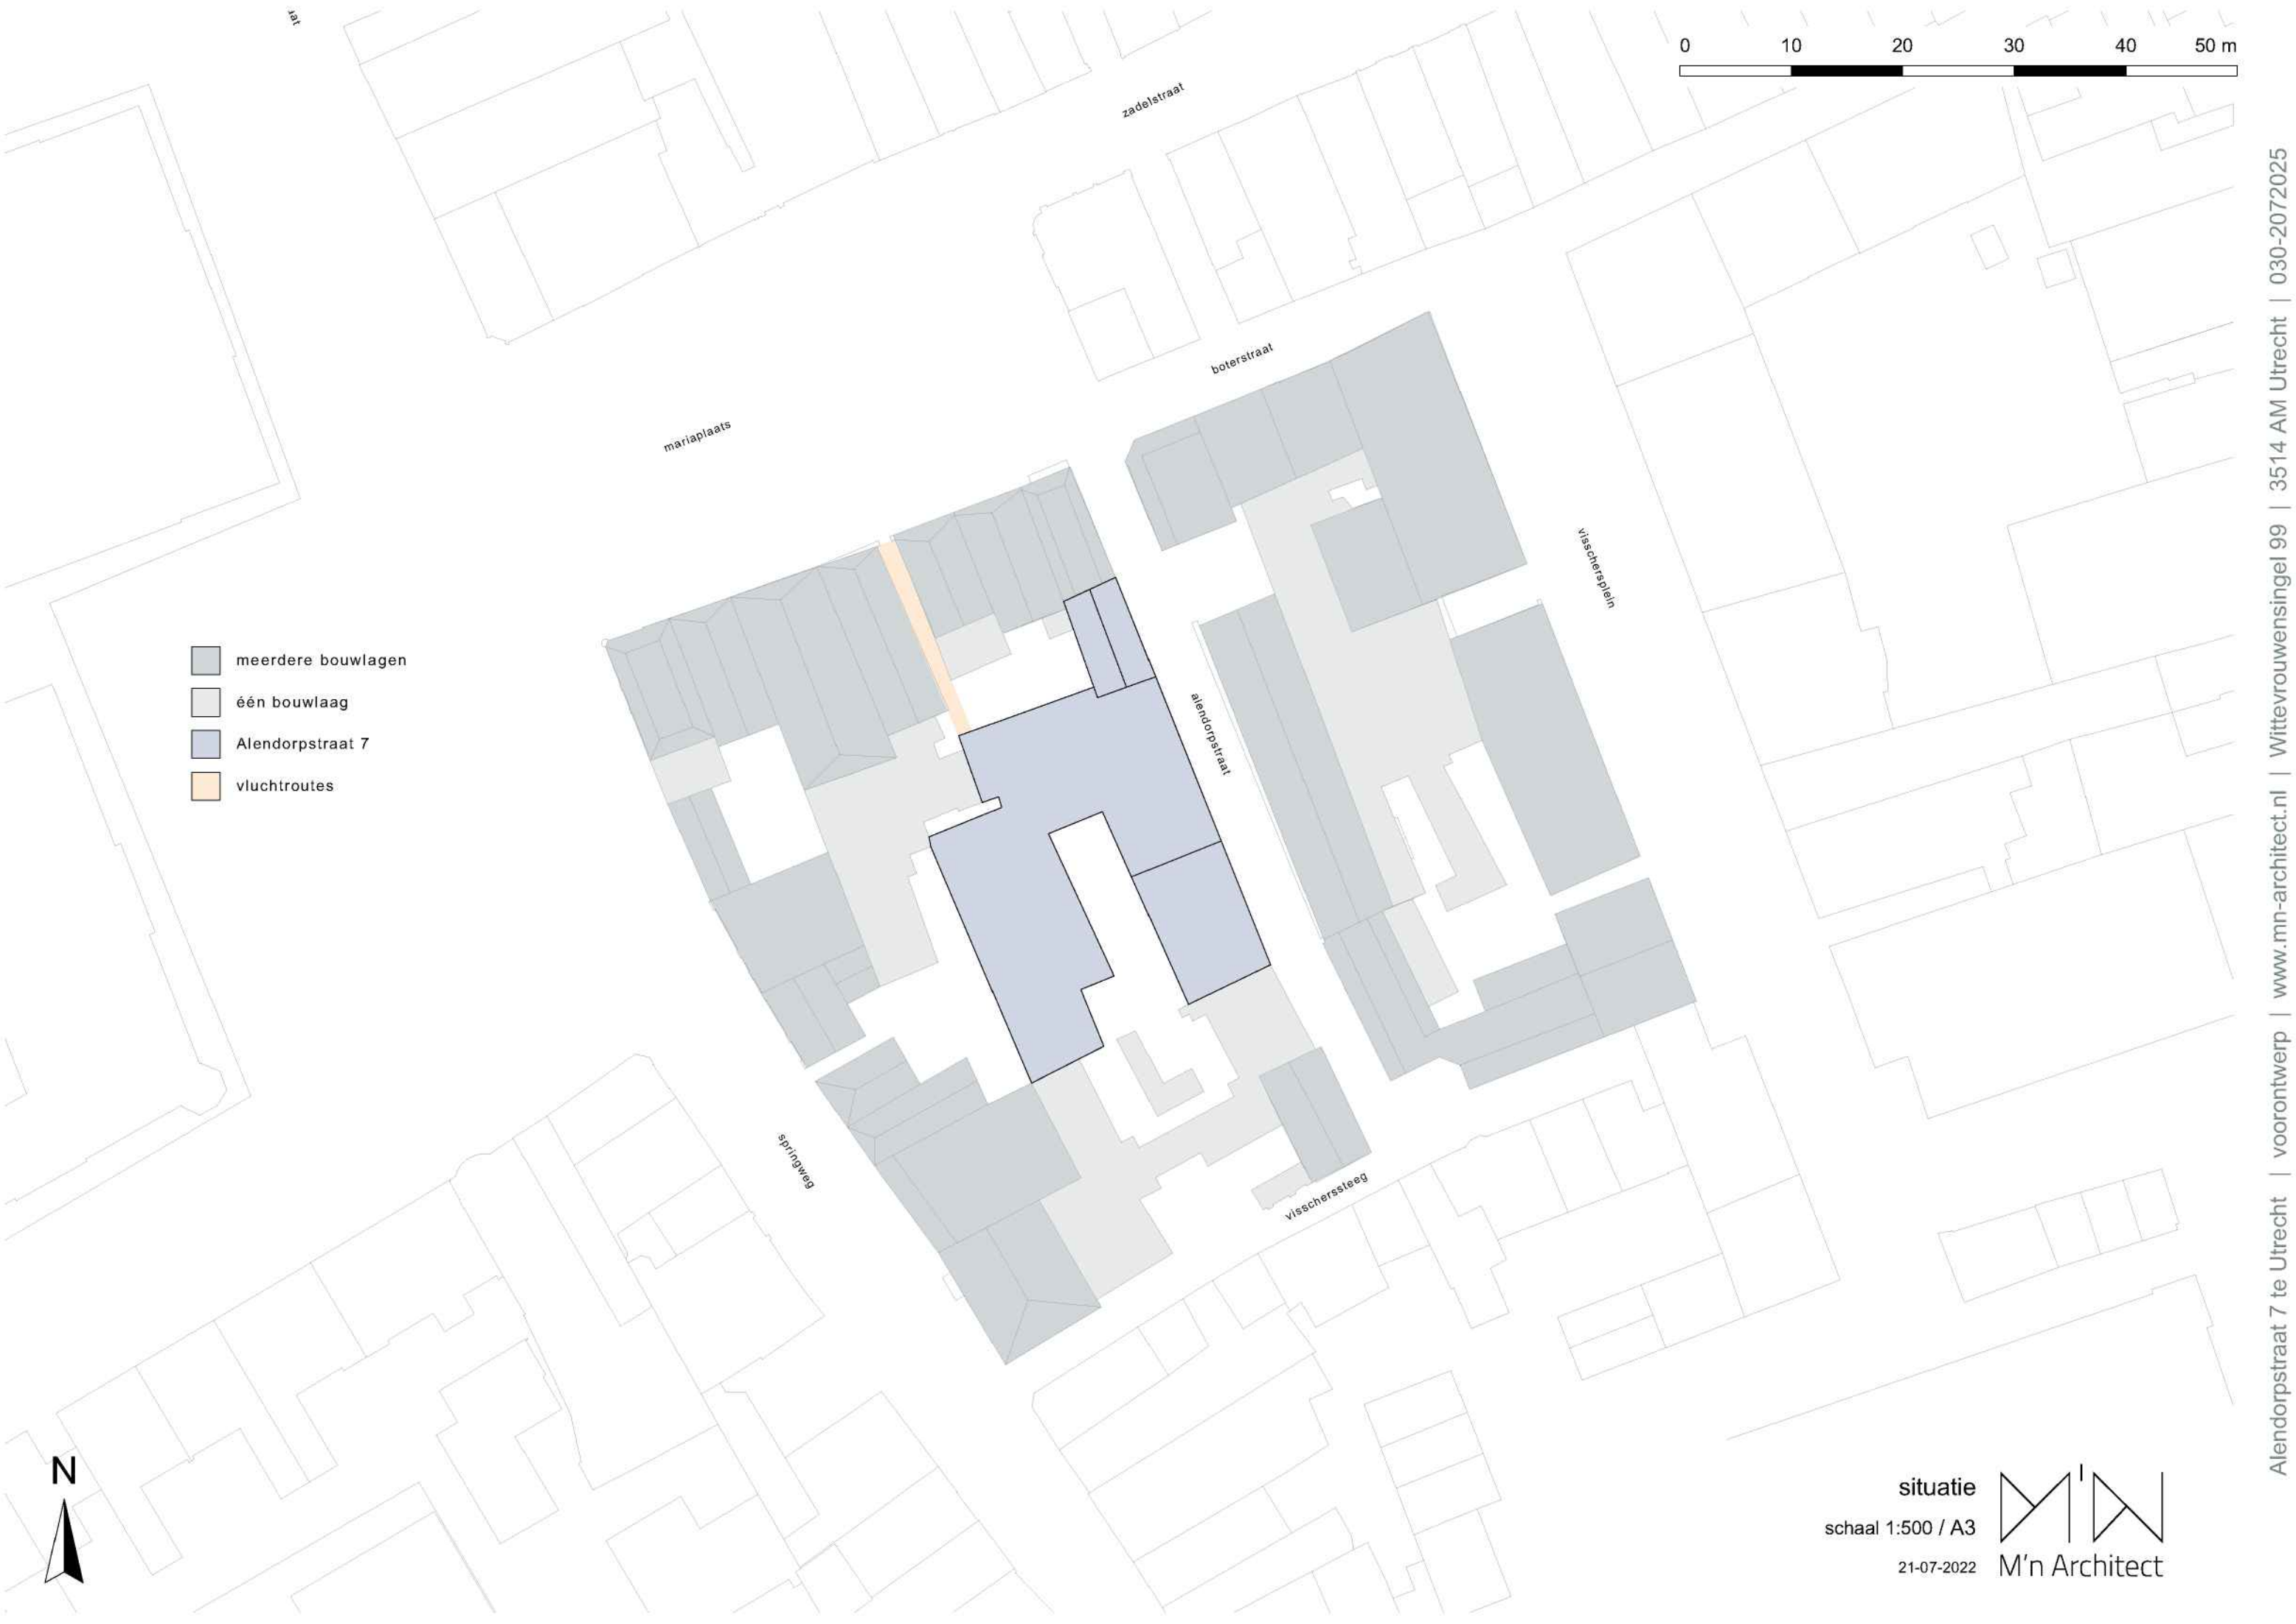 0 10 20 30 40 50 m
zadelstraat
boterstraat
mariaplaats
visschersplein
alendorpstraat
springweg
visscherssteeg
meerdere bouwlagen
één bouwlaag
Alendorpstraat 7
vluchtroutes
N
situatie
schaal 1:500 / A3
21-07-2022
M'N
M'n Architect
Alendorpstraat 7 te Utrecht | voorontwerp | www.mn-architect.nl | Wittevrouwensingel 99 | 3514 AM Utrecht | 030-2072025